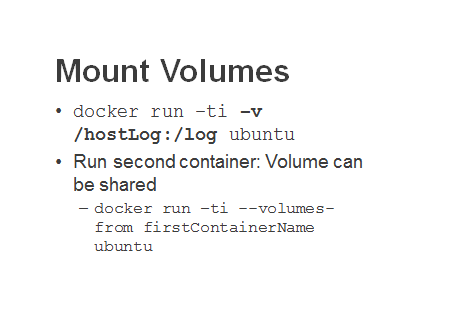 Mount Volumes
• docker run –ti –v
/hostLog:/log ubuntu
• Run second container: Volume can
be shared
– docker run –ti --volumes-
from firstContainerName
ubuntu